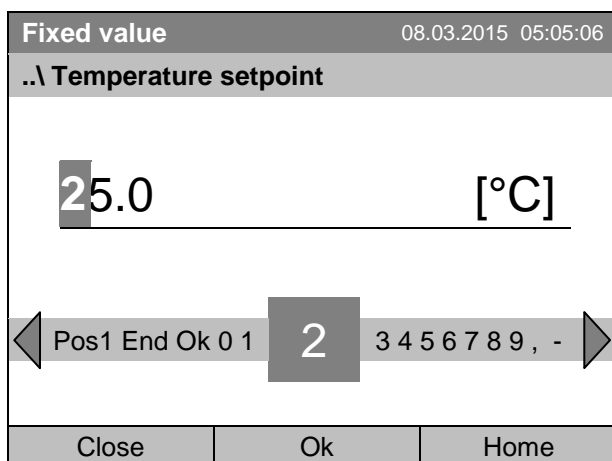 Fixed value 08.03.2015 05:05:06
..\ Temperature setpoint
25.0 [°C]
Pos1 End Ok 0 1 2 3 4 5 6 7 8 9 , -
Close Ok Home